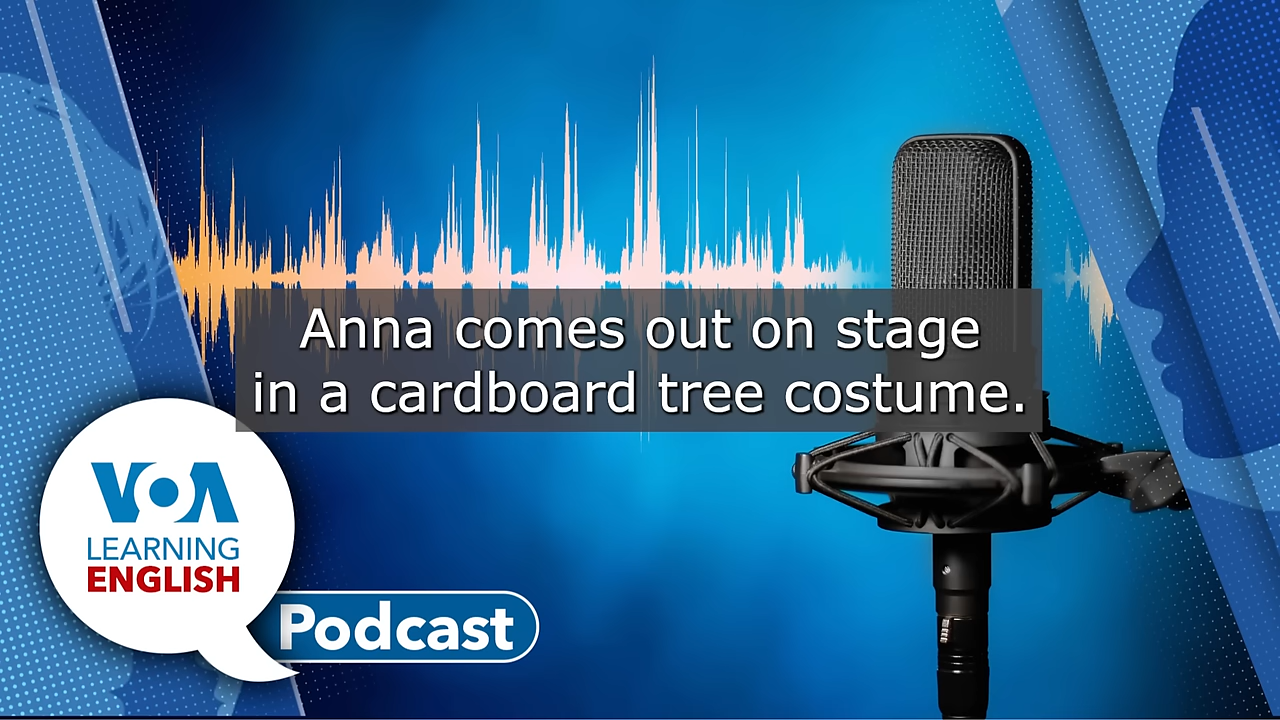 Anna comes out on stage
in a cardboard tree costume.
VOA
LEARNING
ENGLISH
Podcast